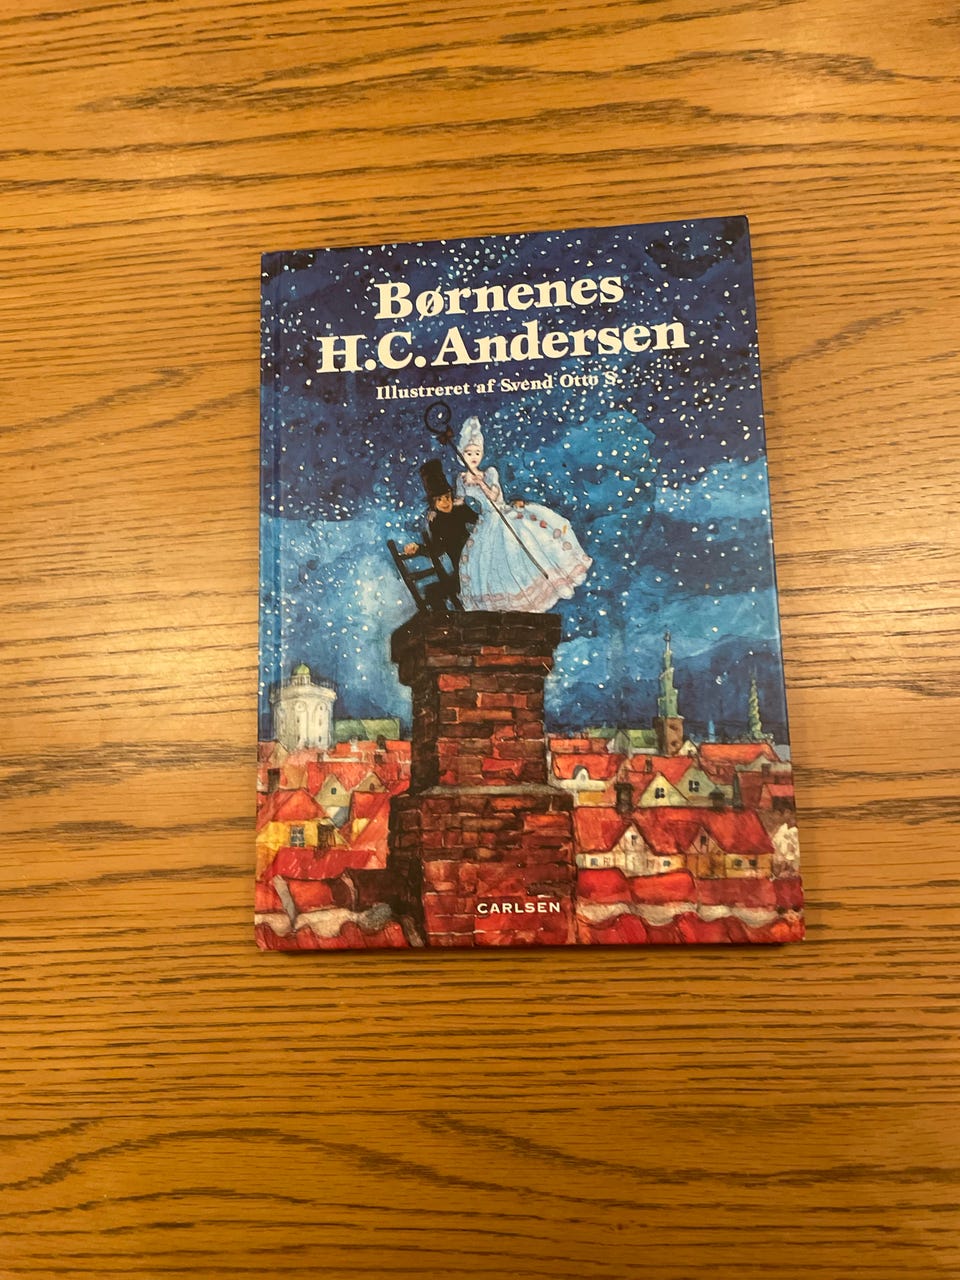 Børnenes
H.C. Andersen
Illustreret af Svend Otto S.
CARLSEN